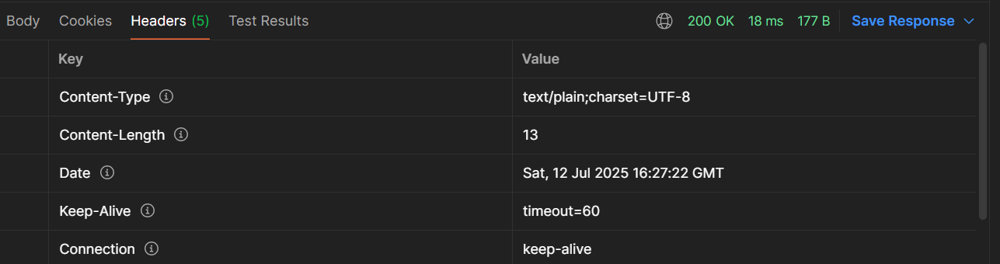 Body Cookies Headers (5) Test Results 200 OK 18 ms 177 B Save Response
Key Value
Content-Type text/plain;charset=UTF-8
Content-Length 13
Date Sat, 12 Jul 2025 16:27:22 GMT
Keep-Alive timeout=60
Connection keep-alive